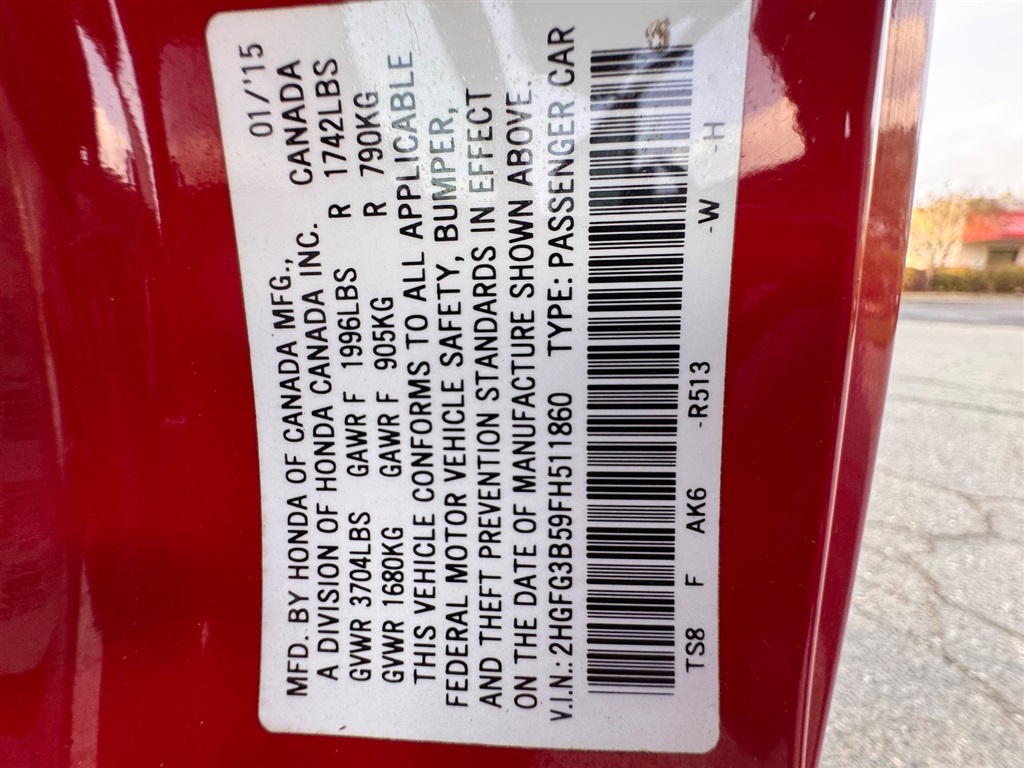 01/'15
MFD. BY HONDA OF CANADA MFG., CANADA
A DIVISION OF HONDA CANADA INC.
GVWR 3704LBS GAWR F 1996LBS R 1742LBS
GVWR 1680KG GAWR F 905KG R 790KG
THIS VEHICLE CONFORMS TO ALL APPLICABLE
FEDERAL MOTOR VEHICLE SAFETY, BUMPER,
AND THEFT PREVENTION STANDARDS IN EFFECT
ON THE DATE OF MANUFACTURE SHOWN ABOVE.
V.I.N.: 2HGFG3B59FH511860 TYPE: PASSENGER CAR
TS8 F AK6 -R513 -W -H